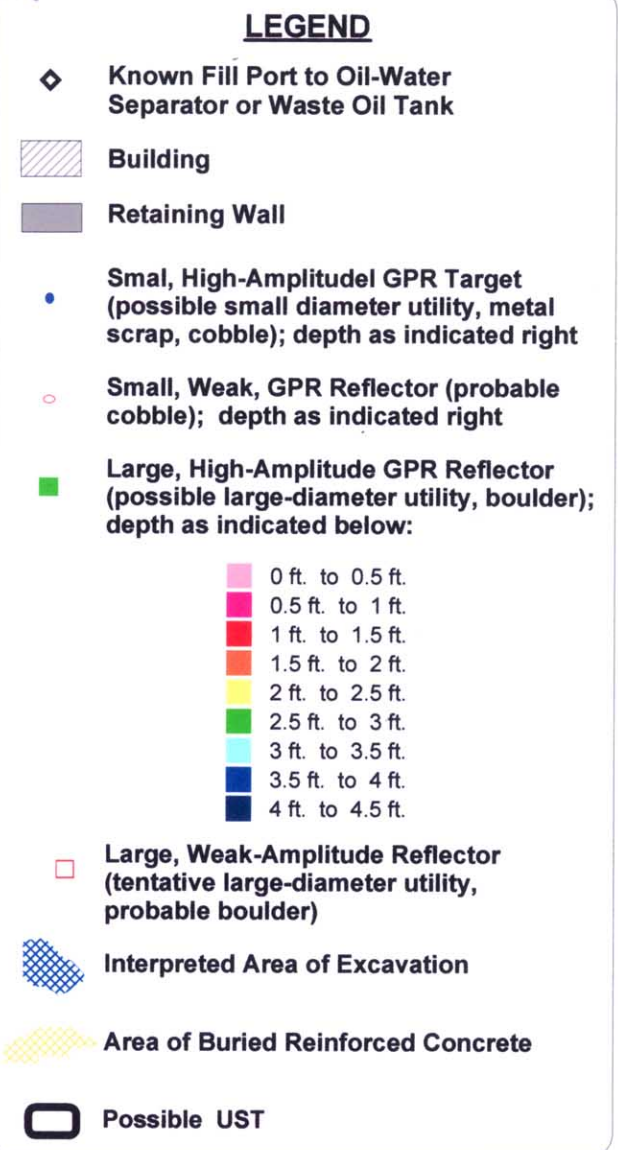 LEGEND
Known Fill Port to Oil-Water
Separator or Waste Oil Tank
Building
Retaining Wall
Smal, High-Amplitudel GPR Target
(possible small diameter utility, metal
scrap, cobble); depth as indicated right
Small, Weak, GPR Reflector (probable
cobble); depth as indicated right
Large, High-Amplitude GPR Reflector
(possible large-diameter utility, boulder);
depth as indicated below:
0 ft. to 0.5 ft.
0.5 ft. to 1 ft.
1 ft. to 1.5 ft.
1.5 ft. to 2 ft.
2 ft. to 2.5 ft.
2.5 ft. to 3 ft.
3 ft. to 3.5 ft.
3.5 ft. to 4 ft.
4 ft. to 4.5 ft.
Large, Weak-Amplitude Reflector
(tentative large-diameter utility,
probable boulder)
Interpreted Area of Excavation
Area of Buried Reinforced Concrete
Possible UST